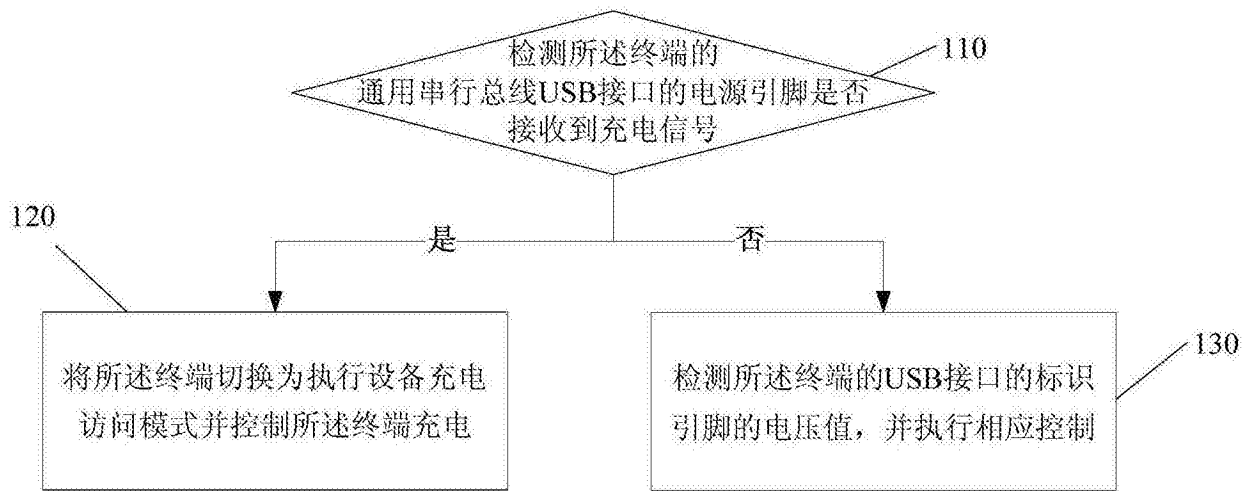 检测所述终端的
通用串行总线USB接口的电源引脚是否
接收到充电信号
110
是
否
120
将所述终端切换为执行设备充电
访问模式并控制所述终端充电
检测所述终端的USB接口的标识
引脚的电压值，并执行相应控制
130